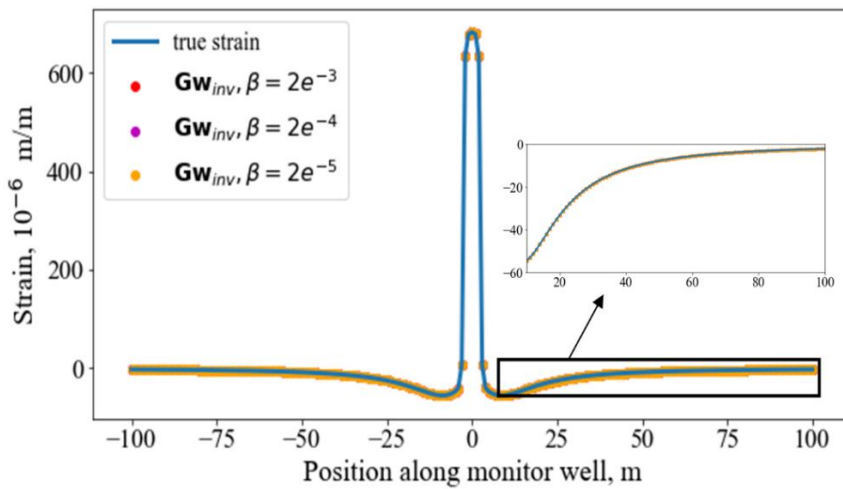 true strain
Gw_inv, β = 2e^−3
Gw_inv, β = 2e^−4
Gw_inv, β = 2e^−5
Strain, 10^−6 m/m
600
400
200
0
0
−20
−40
−60
20 40 60 80 100
−100 −75 −50 −25 0 25 50 75 100
Position along monitor well, m